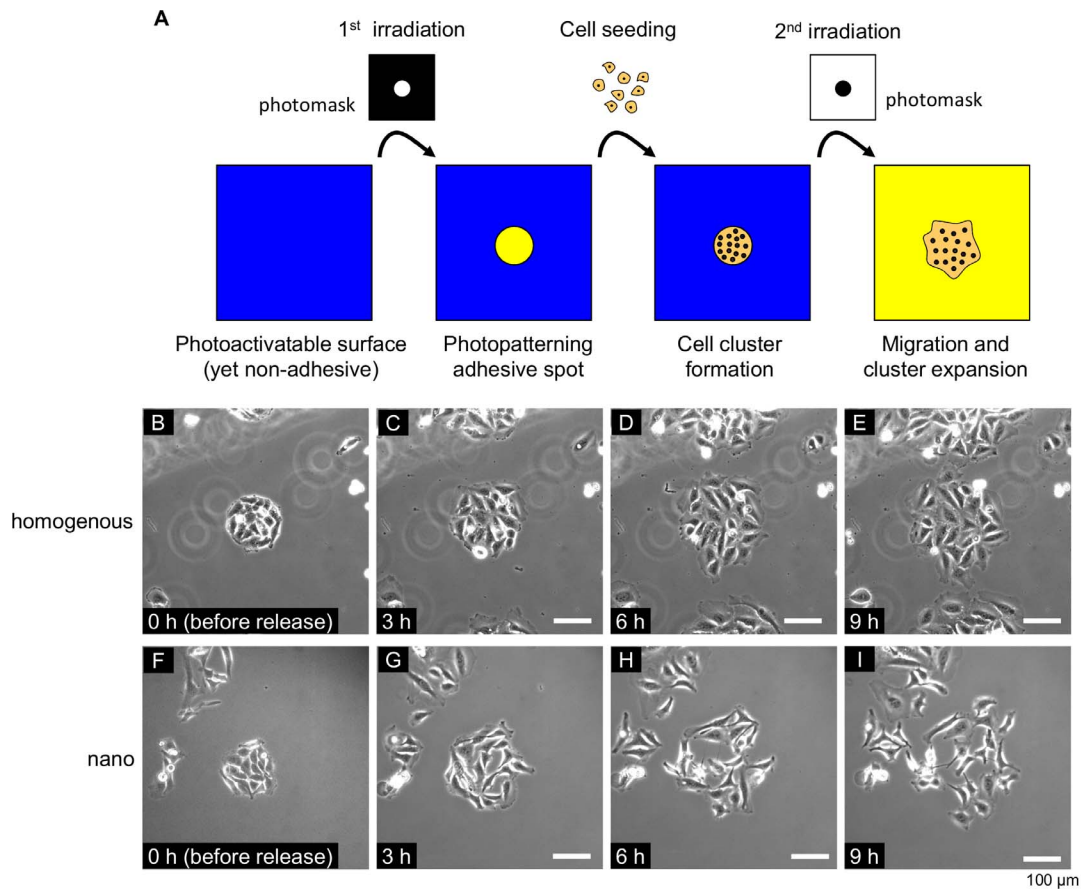 A
1st irradiation
Cell seeding
2nd irradiation
photomask
photomask
Photoactivatable surface
(yet non-adhesive)
Photopatterning
adhesive spot
Cell cluster
formation
Migration and
cluster expansion
homogenous
B
0 h (before release)
C
3 h
D
6 h
E
9 h
nano
F
0 h (before release)
G
3 h
H
6 h
I
9 h
100 µm